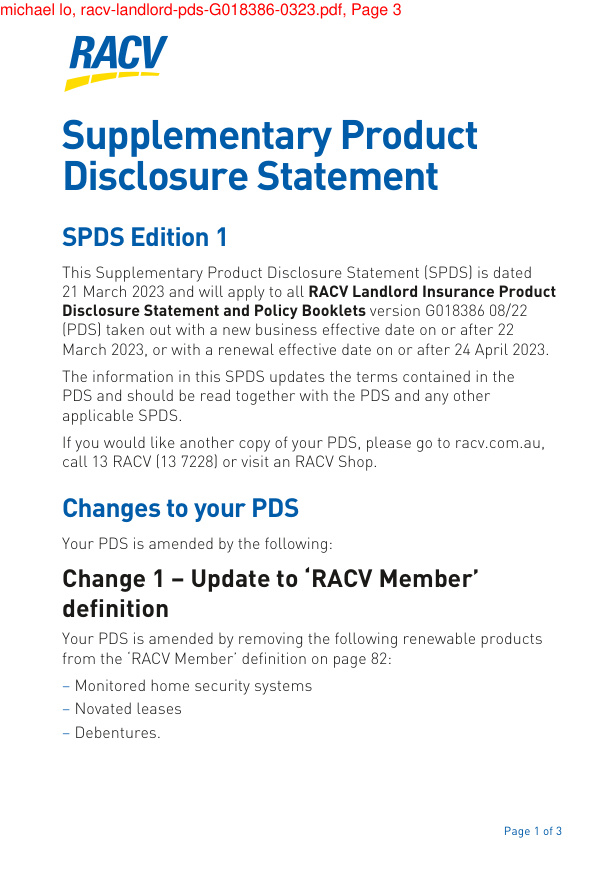 michael lo, racv-landlord-pds-G018386-0323.pdf, Page 3
RACV
Supplementary Product
Disclosure Statement
SPDS Edition 1
This Supplementary Product Disclosure Statement (SPDS) is dated
21 March 2023 and will apply to all RACV Landlord Insurance Product
Disclosure Statement and Policy Booklets version G018386 08/22
(PDS) taken out with a new business effective date on or after 22
March 2023, or with a renewal effective date on or after 24 April 2023.
The information in this SPDS updates the terms contained in the
PDS and should be read together with the PDS and any other
applicable SPDS.
If you would like another copy of your PDS, please go to racv.com.au,
call 13 RACV (13 7228) or visit an RACV Shop.
Changes to your PDS
Your PDS is amended by the following:
Change 1 – Update to ‘RACV Member’
definition
Your PDS is amended by removing the following renewable products
from the ‘RACV Member’ definition on page 82:
– Monitored home security systems
– Novated leases
– Debentures.
Page 1 of 3